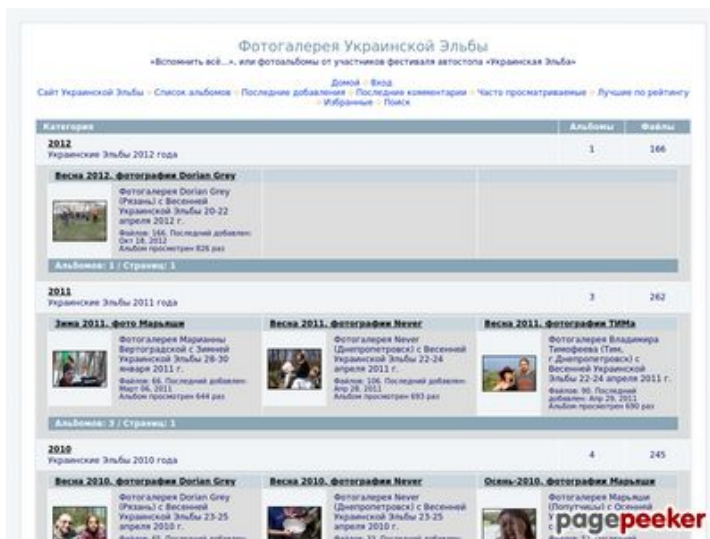 Фотогалерея Украинской Эльбы
«Вспомнить всё...», или фотоальбомы от участников фестиваля автостопа «Украинская Эльба»
Домой Вход
Сайт Украинской Эльбы Список альбомов Последние добавления Последние комментарии Часто просматриваемые Лучшие по рейтингу
Избранные Поиск
Категория Альбомы Файлы
2012
Украинские Эльбы 2012 года
1 166
Весна 2012. фотографии Dorian Grey
Фотогалерея Dorian Grey
(Рязань) с Весенней
Украинской Эльбы 20-22
апреля 2012 г.
Файлов: 166. Последний добавлен:
Окт 18, 2012
Альбом просмотрен 826 раз
Альбомов: 1 / Страниц: 1
2011
Украинские Эльбы 2011 года
3 262
Зима 2011. фото Марьяши
Фотогалерея Марианны
Вертоградской с Зимней
Украинской Эльбы 28-30
января 2011 г.
Файлов: 66. Последний добавлен:
Март 06, 2011
Альбом просмотрен 644 раз
Весна 2011. фотографии Never
Фотогалерея Never
(Днепропетровск) с Весенней
Украинской Эльбы 22-24
апреля 2011 г.
Файлов: 106. Последний добавлен:
Апр 28, 2011
Альбом просмотрен 693 раз
Весна 2011. фотографии ТИМа
Фотогалерея Владимира
Тимофеева (Тим,
г.Днепропетровск) с
Весенней Украинской
Эльбы 22-24 апреля 2011 г.
Файлов: 90. Последний
добавлен: Апр 29, 2011
Альбом просмотрен 690 раз
Альбомов: 3 / Страниц: 1
2010
Украинские Эльбы 2010 года
4 245
Весна 2010. фотографии Dorian Grey
Фотогалерея Dorian Grey
(Рязань) с Весенней
Украинской Эльбы 23-25
апреля 2010 г.
Весна 2010. фотографии Never
Фотогалерея Never
(Днепропетровск) с Весенней
Украинской Эльбы 23-25
апреля 2010 г.
Осень-2010. фотографии Марьяши
Фотогалерея Марьяши
(Попутчицы) с Осенней
pagepeeker